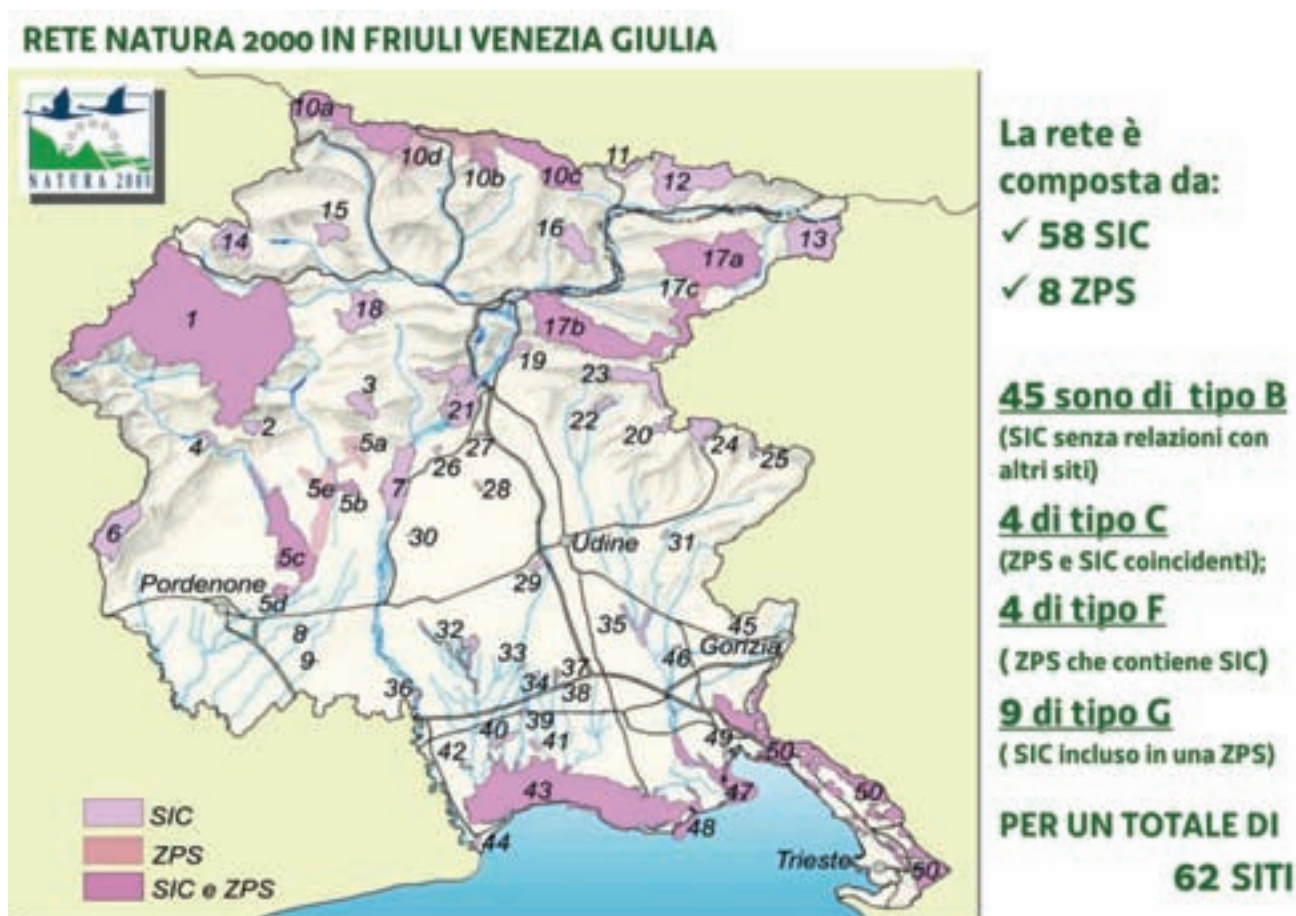 RETE NATURA 2000 IN FRIULI VENEZIA GIULIA
NATURA 2000
10a
10d
10b
10c
11
12
13
14
15
16
17a
17c
17b
1
18
19
3
2
4
21
23
22
20
24
25
5a
27
26
5e
5b
7
28
6
5c
30
Udine
31
Pordenone
5d
29
8
9
32
33
35
45
Gorizia
46
37
34
38
36
39
40
41
42
49
50
43
47
50
48
44
Trieste
50
SIC
ZPS
SIC e ZPS
La rete è
composta da:
✓ 58 SIC
✓ 8 ZPS
45 sono di tipo B
(SIC senza relazioni con
altri siti)
4 di tipo C
(ZPS e SIC coincidenti);
4 di tipo F
( ZPS che contiene SIC)
9 di tipo G
( SIC incluso in una ZPS)
PER UN TOTALE DI
62 SITI